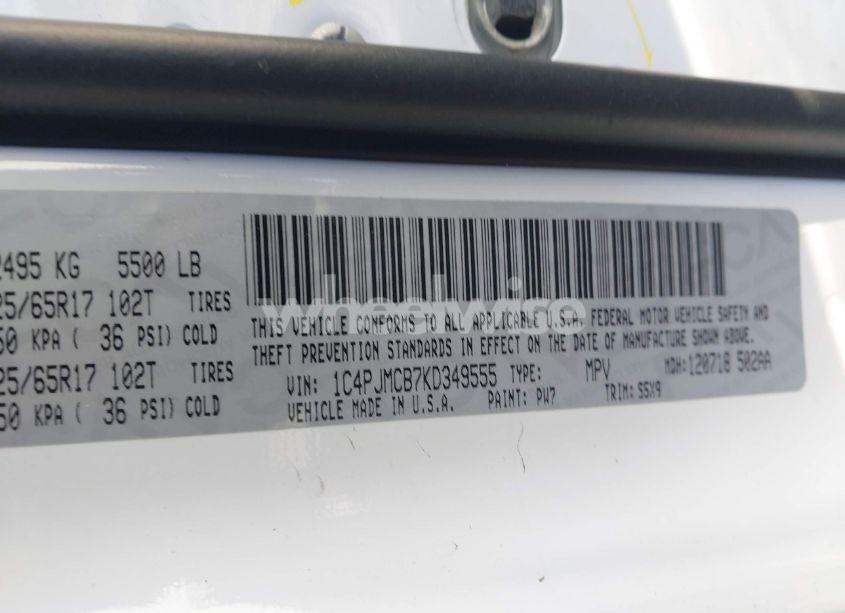 2495 KG 5500 LB
25/65R17 102T TIRES
50 KPA ( 36 PSI) COLD
25/65R17 102T TIRES
50 KPA ( 36 PSI) COLD
wheelwise
THIS VEHICLE CONFORMS TO ALL APPLICABLE U.S.A. FEDERAL MOTOR VEHICLE SAFETY AND
THEFT PREVENTION STANDARDS IN EFFECT ON THE DATE OF MANUFACTURE SHOWN ABOVE.
VIN: 1C4PJMCB7KD349555 TYPE: MPV MDH:120718 502AA
VEHICLE MADE IN U.S.A. PAINT: PW7 TRIM: S5X9